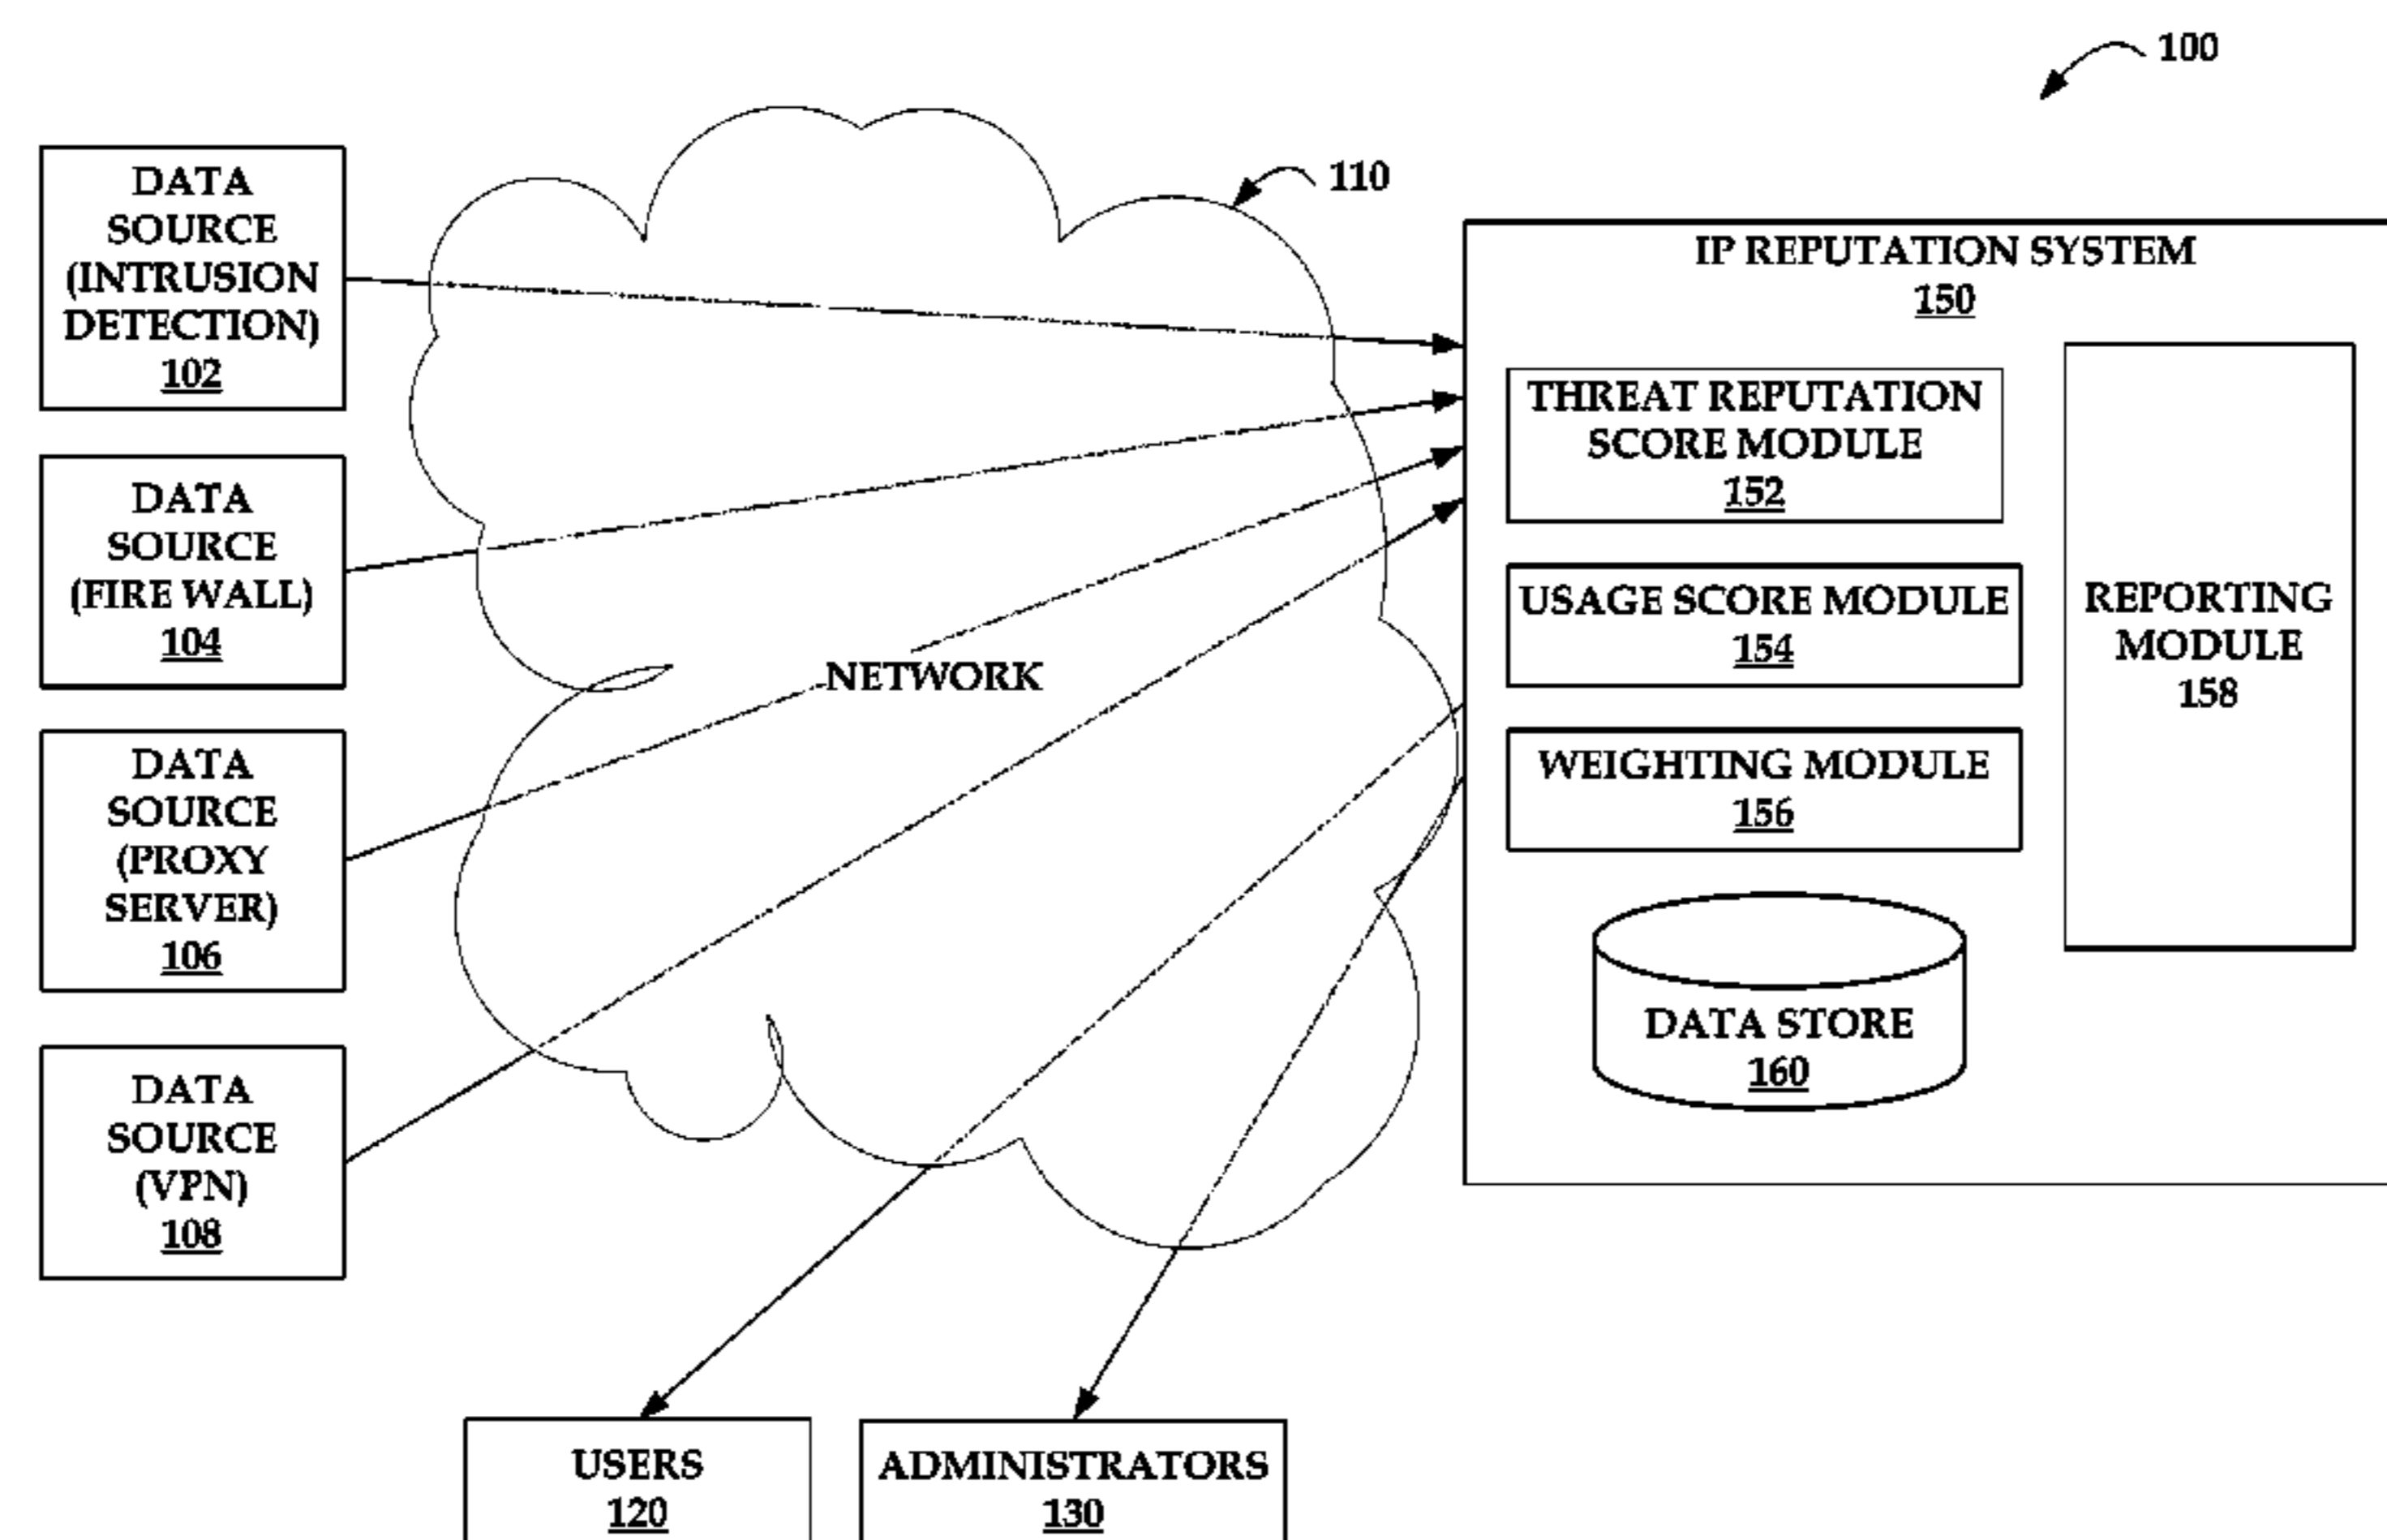 100
110
DATA
SOURCE
(INTRUSION
DETECTION)
102
DATA
SOURCE
(FIRE WALL)
104
DATA
SOURCE
(PROXY
SERVER)
106
DATA
SOURCE
(VPN)
108
NETWORK
IP REPUTATION SYSTEM
150
THREAT REPUTATION
SCORE MODULE
152
USAGE SCORE MODULE
154
WEIGHTING MODULE
156
DATA STORE
160
REPORTING
MODULE
158
USERS
120
ADMINISTRATORS
130